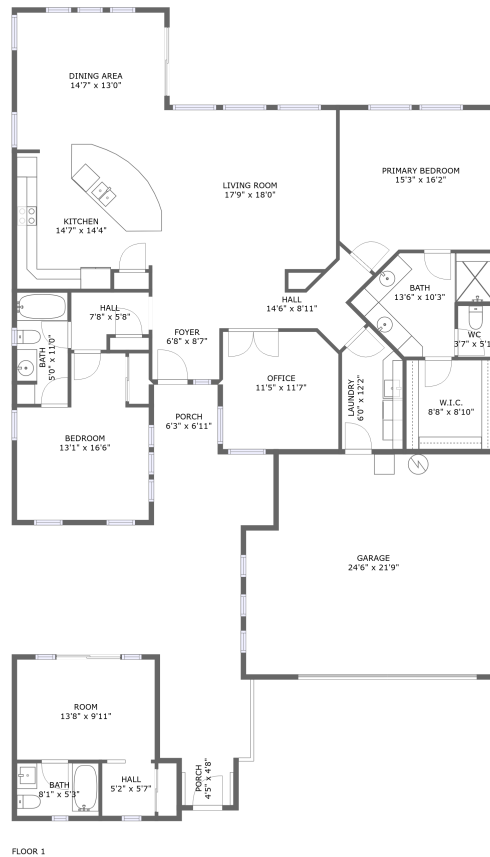 DINING AREA
14'7" x 13'0"
LIVING ROOM
17'9" x 18'0"
PRIMARY BEDROOM
15'3" x 16'2"
KITCHEN
14'7" x 14'4"
HALL
7'8" x 5'8"
HALL
14'6" x 8'11"
BATH
13'6" x 10'3"
WC
3'7" x 5'1
FOYER
6'8" x 8'7"
BATH
5'0" x 11'0"
OFFICE
11'5" x 11'7"
LAUNDRY
6'0" x 12'2"
W.I.C.
8'8" x 8'10"
PORCH
6'3" x 6'11"
BEDROOM
13'1" x 16'6"
GARAGE
24'6" x 21'9"
ROOM
13'8" x 9'11"
BATH
8'1" x 5'3"
HALL
5'2" x 5'7"
PORCH
4'5" x 4'8"
FLOOR 1